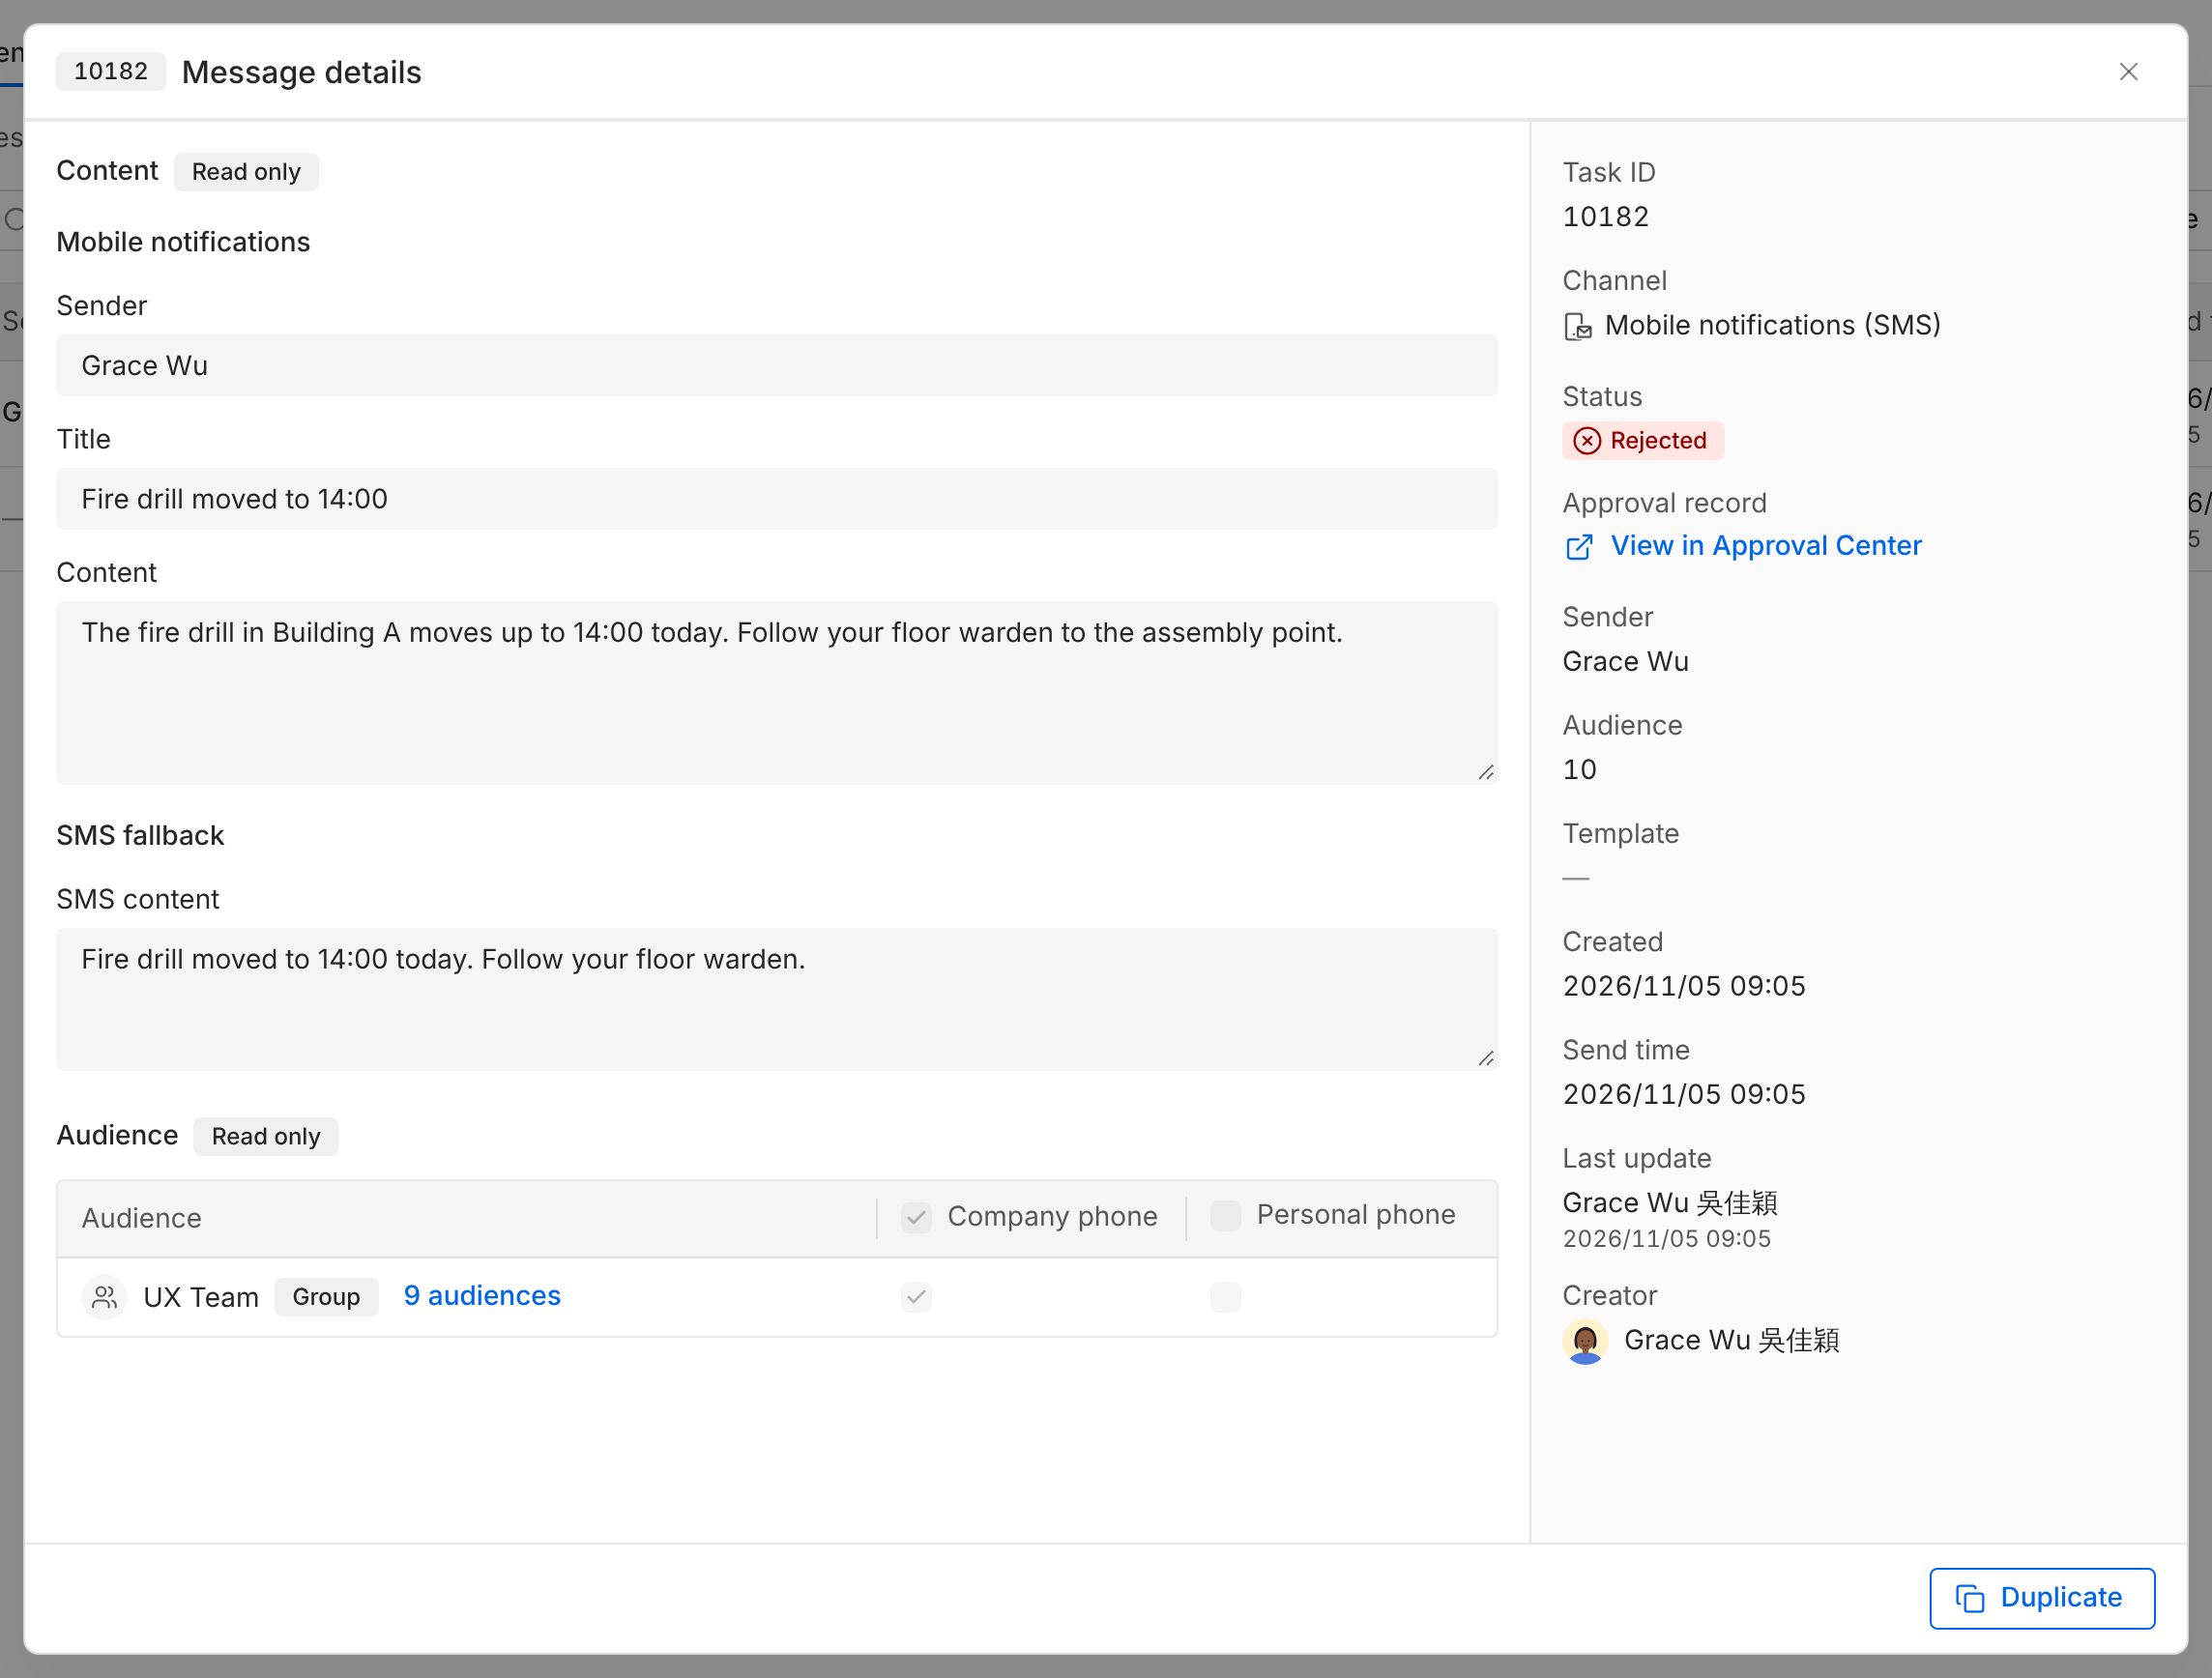 10182 Message details
Content Read only
Mobile notifications
Sender
Grace Wu
Title
Fire drill moved to 14:00
Content
The fire drill in Building A moves up to 14:00 today. Follow your floor warden to the assembly point.
SMS fallback
SMS content
Fire drill moved to 14:00 today. Follow your floor warden.
Audience Read only
Audience Company phone Personal phone
UX Team Group 9 audiences
Task ID
10182
Channel
Mobile notifications (SMS)
Status
Rejected
Approval record
View in Approval Center
Sender
Grace Wu
Audience
10
Template
—
Created
2026/11/05 09:05
Send time
2026/11/05 09:05
Last update
Grace Wu 吳佳穎
2026/11/05 09:05
Creator
Grace Wu 吳佳穎
Duplicate